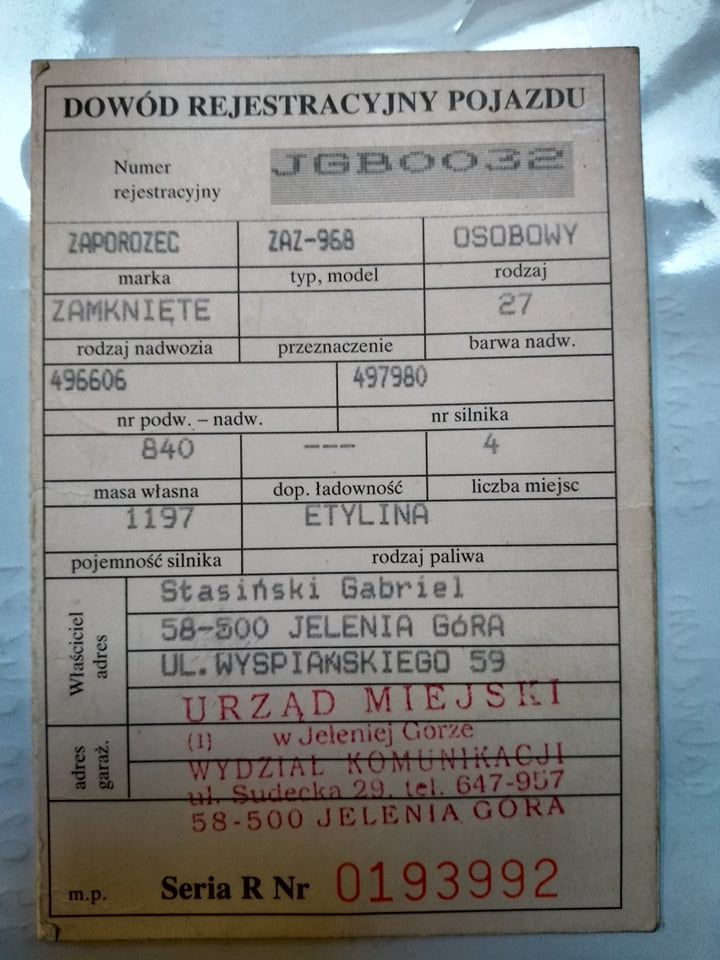 DOWÓD REJESTRACYJNY POJAZDU
Numer rejestracyjny
JGB0032
ZAPOROZEC ZAZ-968 OSOBOWY
marka typ, model rodzaj
ZAMKNIĘTE 27
rodzaj nadwozia przeznaczenie barwa nadw.
496606 497980
nr podw. – nadw. nr silnika
840 --- 4
masa własna dop. ładowność liczba miejsc
1197 ETYLINA
pojemność silnika rodzaj paliwa
Właściciel adres
Stasiński Gabriel
58-500 JELENIA GóRA
UL.WYSPIAŃSKIEGO 59
URZĄD MIEJSKI
(1) w Jeleniej Górze
adres garaż.
WYDZIAŁ KOMUNIKACJI
ul. Sudecka 29, tel. 647-957
58-500 JELENIA GÓRA
m.p. Seria R Nr 0193992